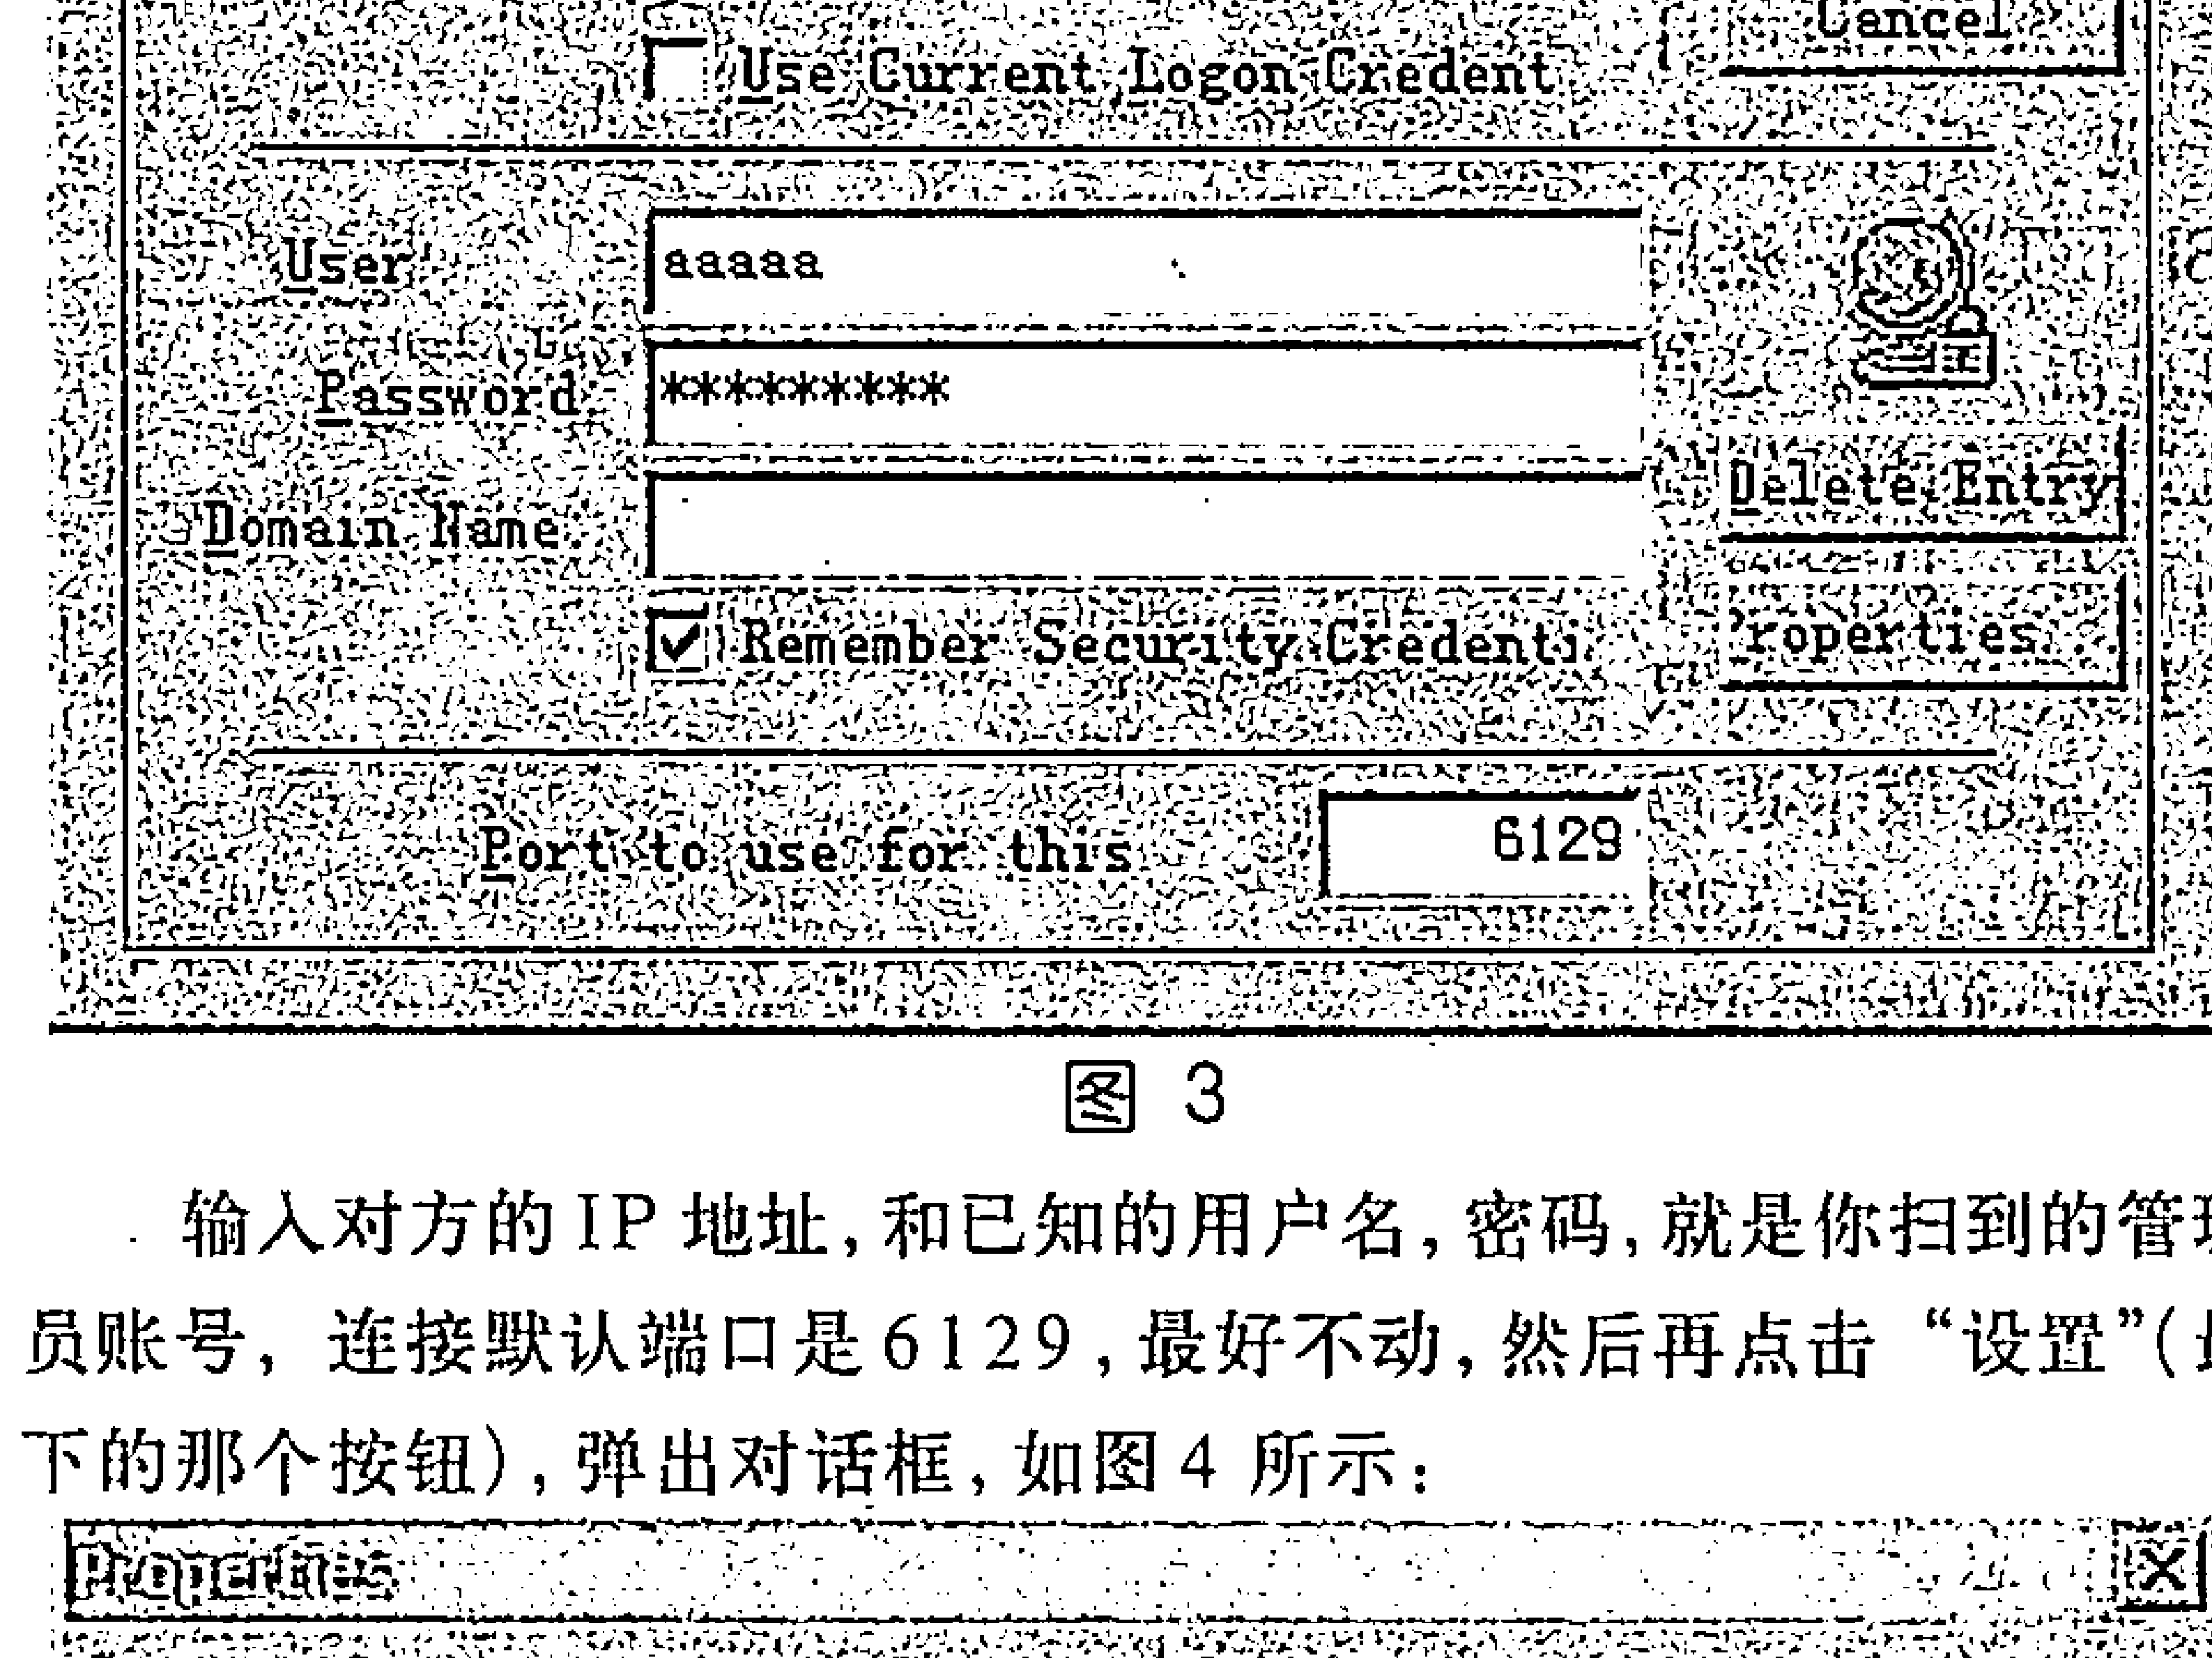 Cancel
Use Current Logon Credent
User
aaaaa
Password
*********
Delete Entry
Domain Name.
Remember Security Credenti
roperties...
Port to use for this
6129
图 3
输入对方的IP地址,和已知的用户名,密码,就是你扫到的管
员账号,连接默认端口是6129,最好不动,然后再点击“设置”(
下的那个按钮),弹出对话框,如图4所示:
Properties